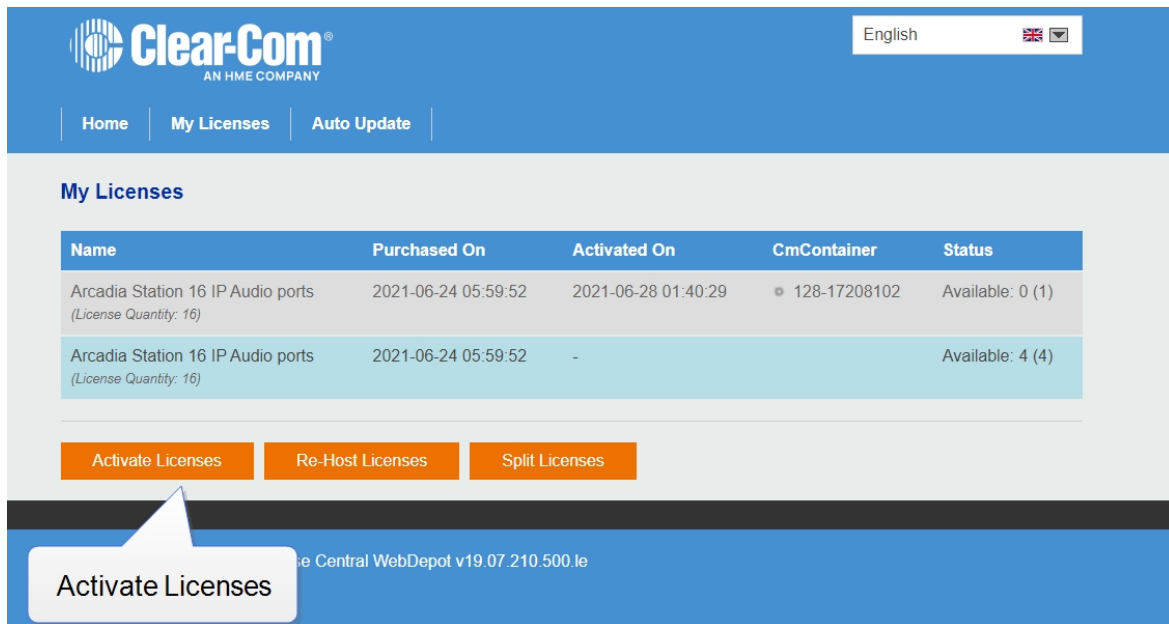 Clear-Com®
AN HME COMPANY
English
Home My Licenses Auto Update
My Licenses
Name Purchased On Activated On CmContainer Status
Arcadia Station 16 IP Audio ports 2021-06-24 05:59:52 2021-06-28 01:40:29 128-17208102 Available: 0 (1)
(License Quantity: 16)
Arcadia Station 16 IP Audio ports 2021-06-24 05:59:52 - Available: 4 (4)
(License Quantity: 16)
Activate Licenses Re-Host Licenses Split Licenses
Central WebDepot v19.07.210.500.le
Activate Licenses